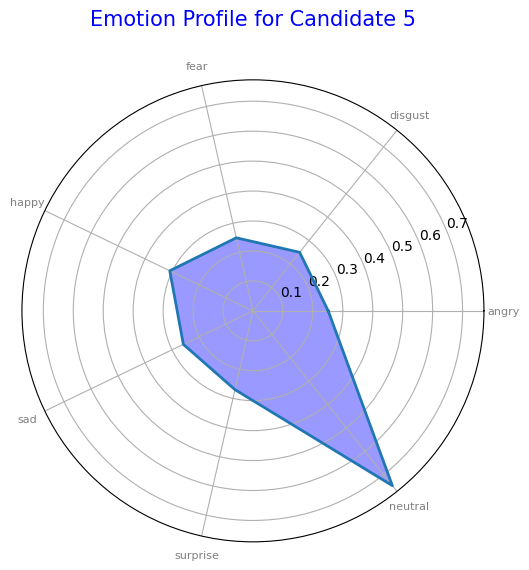 Emotion Profile for Candidate 5
fear
disgust
happy
0.7
0.6
0.5
0.4
0.3
0.2
0.1
angry
sad
neutral
surprise